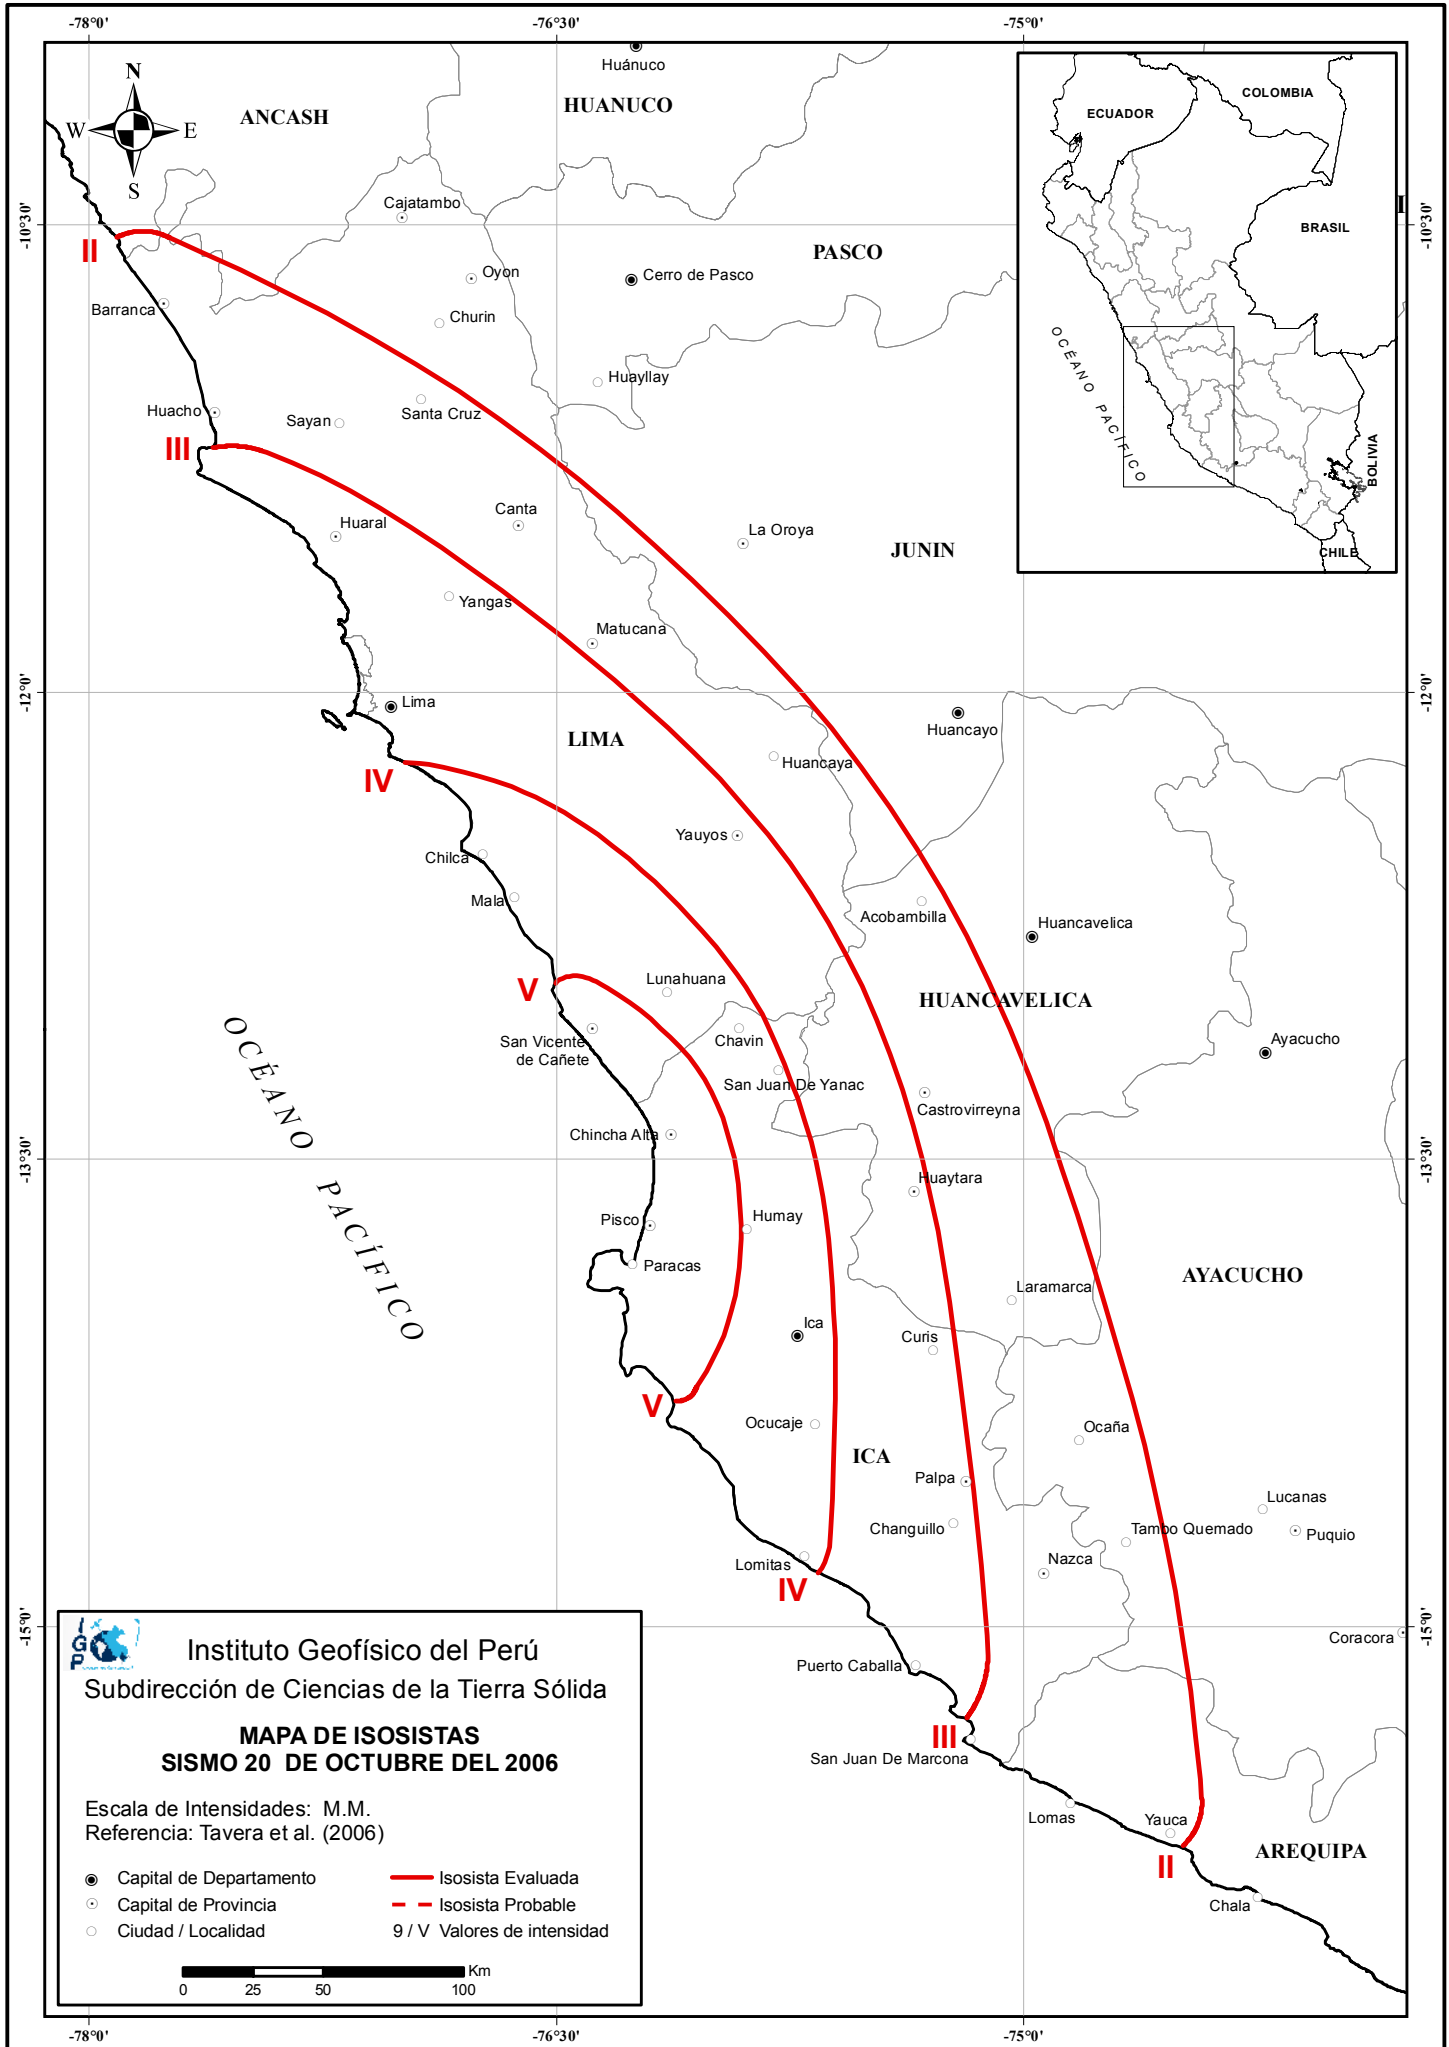 -78°0'
-76°30'
-75°0'
Huánuco
N
W
E
S
ANCASH
HUANUCO
COLOMBIA
ECUADOR
Cajatambo
-10°30'
-10°30'
I
II
BRASIL
PASCO
Oyon
Cerro de Pasco
Barranca
Churin
OCÉANO PACÍFICO
Huayllay
Huacho
Sayan
Santa Cruz
III
BOLIVIA
Canta
Huaral
La Oroya
JUNIN
CHILE
Yangas
Matucana
-12°0'
-12°0'
Lima
LIMA
Huancayo
Huancaya
IV
Yauyos
Chilca
Mala
Acobambilla
Huancavelica
V
Lunahuana
HUANCAVELICA
San Vicente
de Cañete
Chavin
Ayacucho
OCÉANO PACÍFICO
San Juan De Yanac
Castrovirreyna
Chincha Alta
-13°30'
-13°30'
Huaytara
Pisco
Humay
Paracas
AYACUCHO
Laramarca
Ica
Curis
V
Ocucaje
Ocaña
ICA
Palpa
Lucanas
Changuillo
Tambo Quemado
Puquio
Lomitas
Nazca
IV
-15°0'
Coracora
Puerto Caballa
III
San Juan De Marcona
Lomas
Yauca
II
AREQUIPA
Chala
IGP
Instituto Geofísico del Perú
Subdirección de Ciencias de la Tierra Sólida
MAPA DE ISOSISTAS
SISMO 20 DE OCTUBRE DEL 2006
Escala de Intensidades: M.M.
Referencia: Tavera et al. (2006)
Capital de Departamento
Isosista Evaluada
Capital de Provincia
Isosista Probable
Ciudad / Localidad
9 / V Valores de intensidad
Km
0 25 50 100
-15°0'
-78°0'
-76°30'
-75°0'